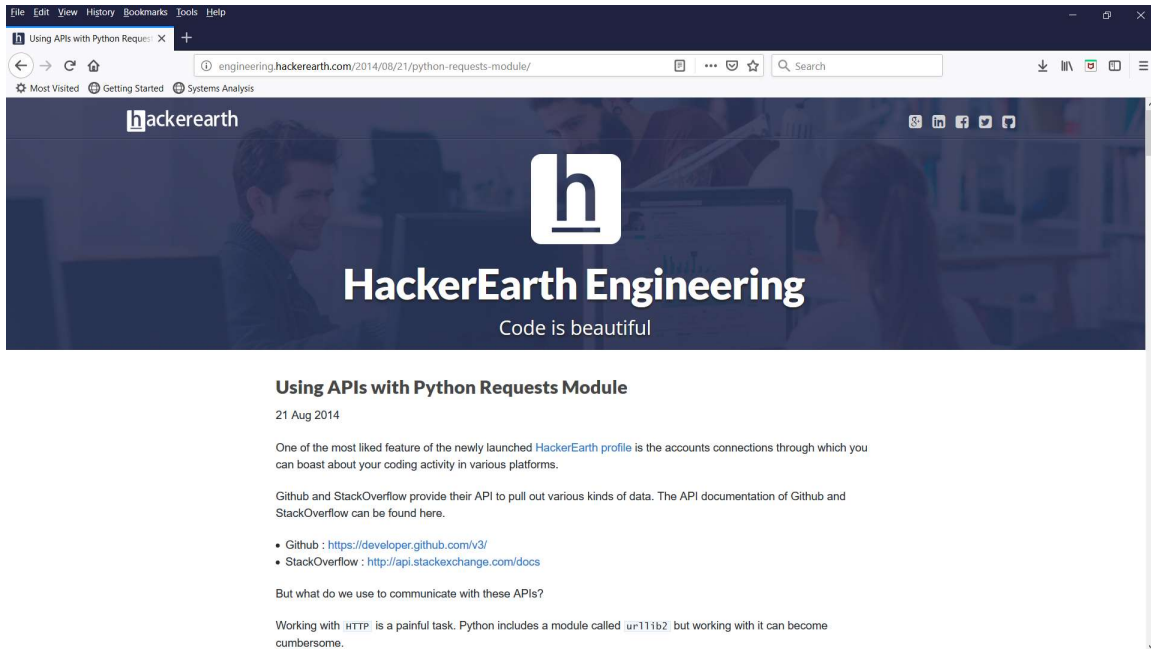 File Edit View History Bookmarks Tools Help
h Using APIs with Python Reques
engineering.hackerearth.com/2014/08/21/python-requests-module/
Search
Most Visited Getting Started Systems Analysis
hackerearth
h
HackerEarth Engineering
Code is beautiful
Using APIs with Python Requests Module
21 Aug 2014
One of the most liked feature of the newly launched HackerEarth profile is the accounts connections through which you
can boast about your coding activity in various platforms.
Github and StackOverflow provide their API to pull out various kinds of data. The API documentation of Github and
StackOverflow can be found here.
• Github : https://developer.github.com/v3/
• StackOverflow : http://api.stackexchange.com/docs
But what do we use to communicate with these APIs?
Working with HTTP is a painful task. Python includes a module called urllib2 but working with it can become
cumbersome.